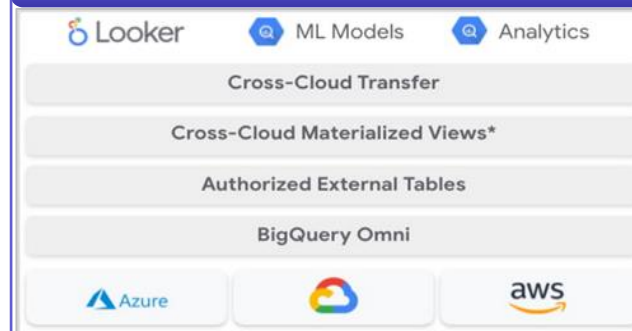 Looker ML Models Analytics
Cross-Cloud Transfer
Cross-Cloud Materialized Views*
Authorized External Tables
BigQuery Omni
Azure aws